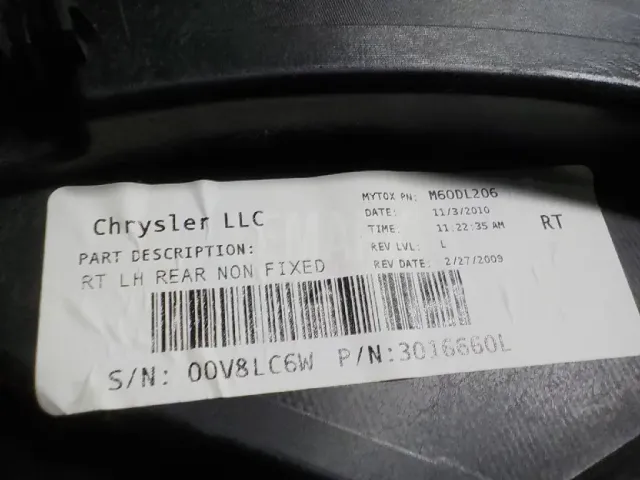 Chrysler LLC
PART DESCRIPTION:
RT LH REAR NON FIXED
MYTOX PN: M60DL206
DATE: 11/3/2010
TIME: 11:22:35 AM
REV LVL: L
REV DATE: 2/27/2009
RT
S/N: 00V8LC6W P/N:3016660L